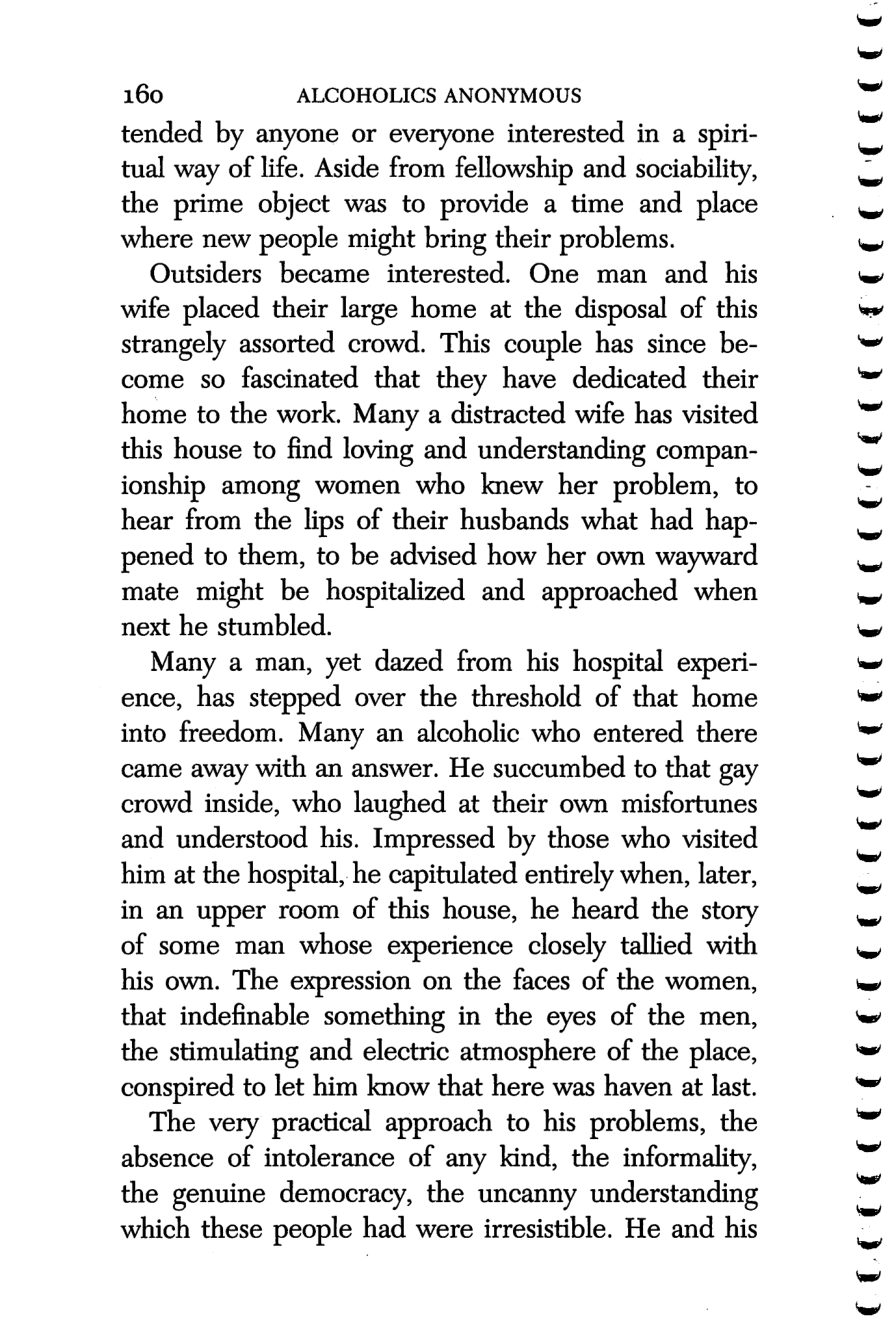 160 ALCOHOLICS ANONYMOUS
tended by anyone or everyone interested in a spiri-
tual way of life. Aside from fellowship and sociability,
the prime object was to provide a time and place
where new people might bring their problems.
Outsiders became interested. One man and his
wife placed their large home at the disposal of this
strangely assorted crowd. This couple has since be-
come so fascinated that they have dedicated their
home to the work. Many a distracted wife has visited
this house to find loving and understanding compan-
ionship among women who knew her problem, to
hear from the lips of their husbands what had hap-
pened to them, to be advised how her own wayward
mate might be hospitalized and approached when
next he stumbled.
Many a man, yet dazed from his hospital experi-
ence, has stepped over the threshold of that home
into freedom. Many an alcoholic who entered there
came away with an answer. He succumbed to that gay
crowd inside, who laughed at their own misfortunes
and understood his. Impressed by those who visited
him at the hospital, he capitulated entirely when, later,
in an upper room of this house, he heard the story
of some man whose experience closely tallied with
his own. The expression on the faces of the women,
that indefinable something in the eyes of the men,
the stimulating and electric atmosphere of the place,
conspired to let him know that here was haven at last.
The very practical approach to his problems, the
absence of intolerance of any kind, the informality,
the genuine democracy, the uncanny understanding
which these people had were irresistible. He and his